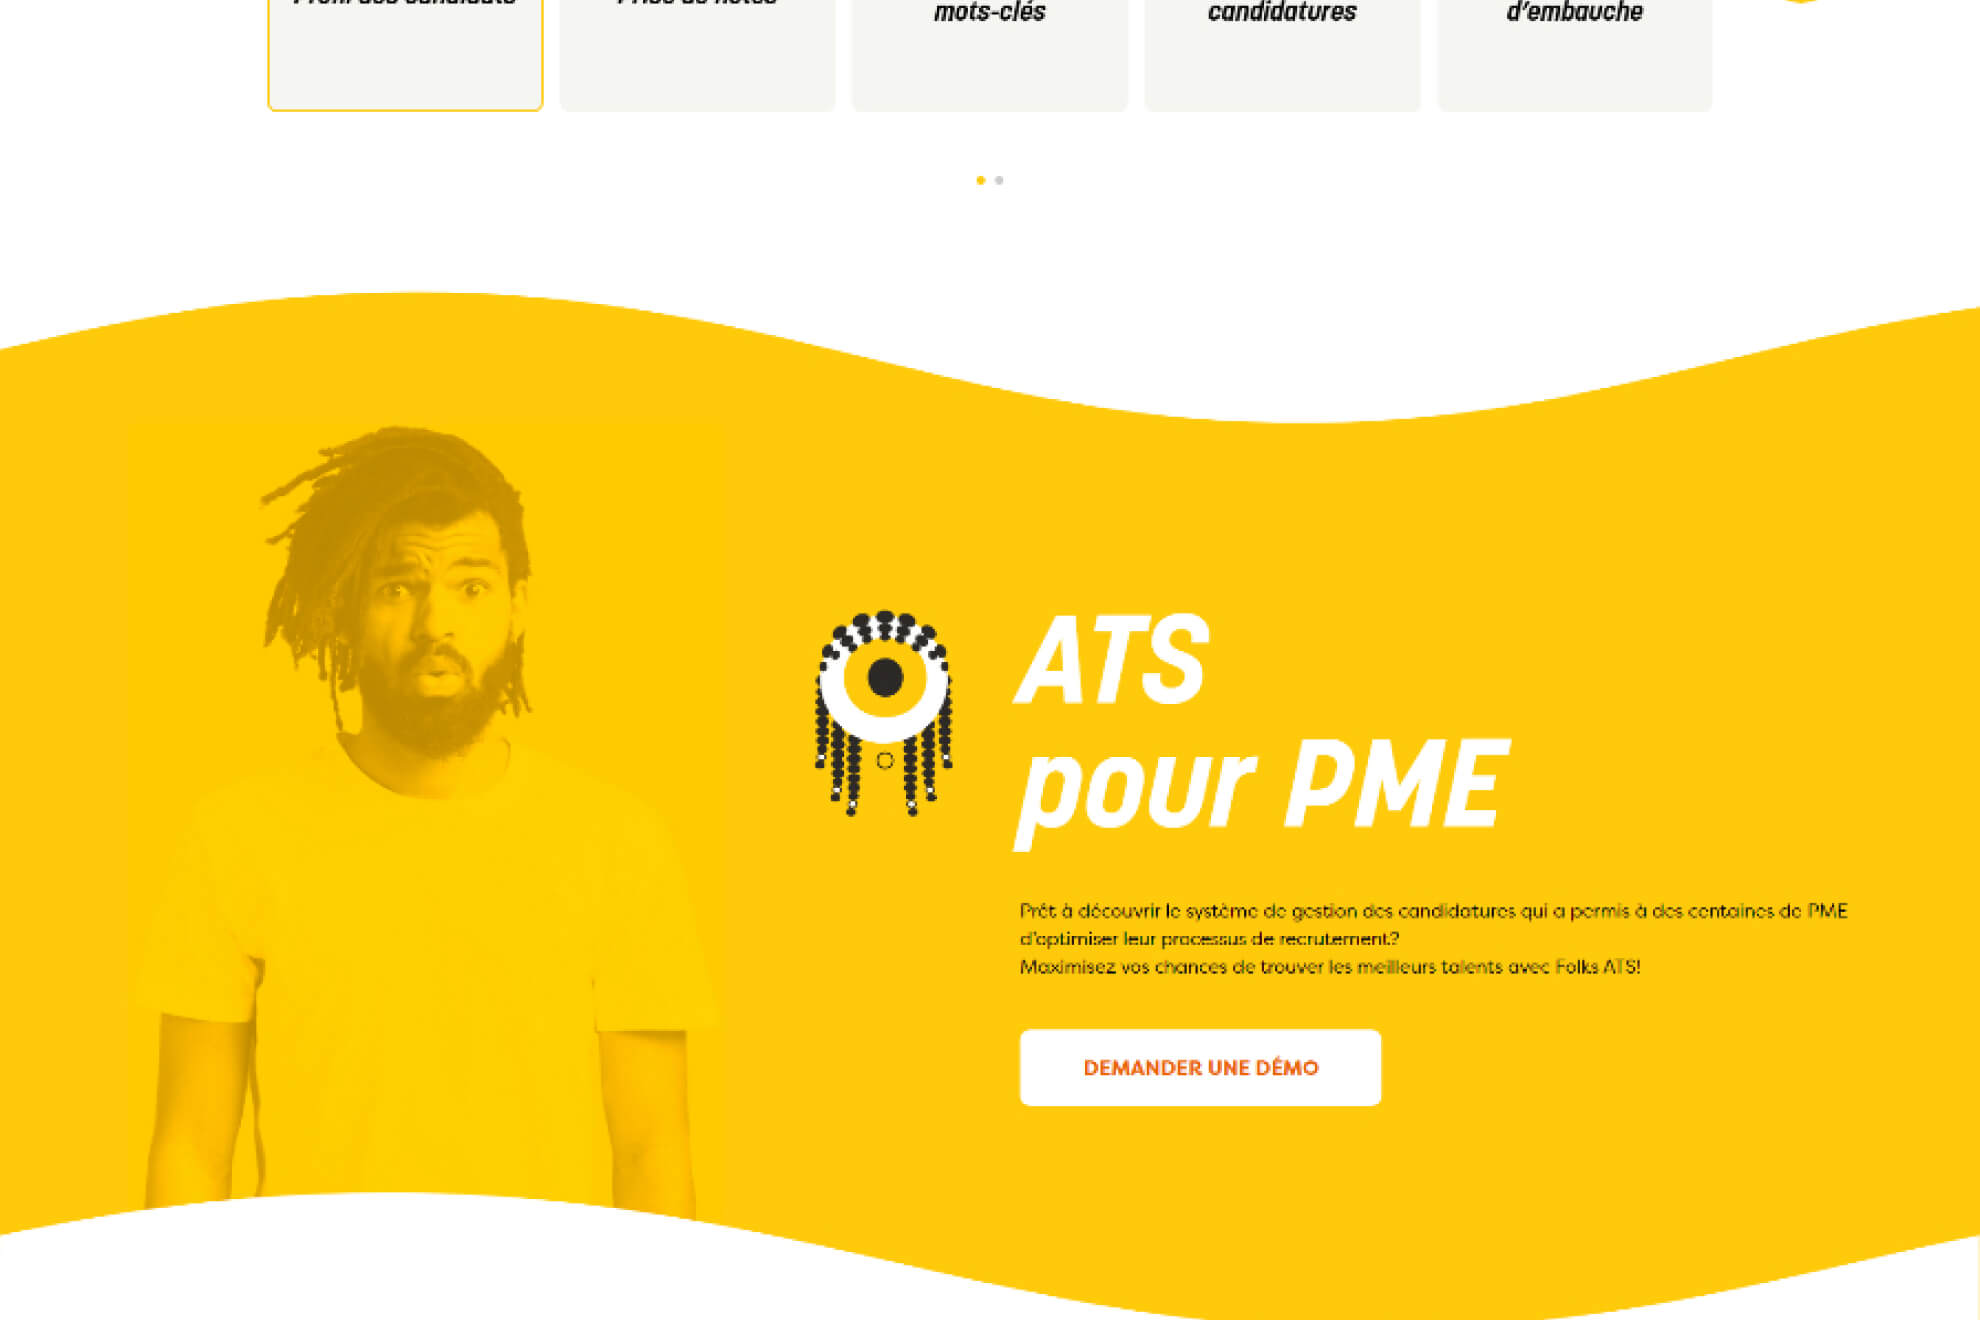 mots-clés
candidatures
d'embauche
ATS
pour PME
Prêt à découvrir le système de gestion des candidatures qui a permis à des centaines de PME
d'optimiser leur processus de recrutement?
Maximisez vos chances de trouver les meilleurs talents avec Folks ATS!
DEMANDER UNE DÉMO